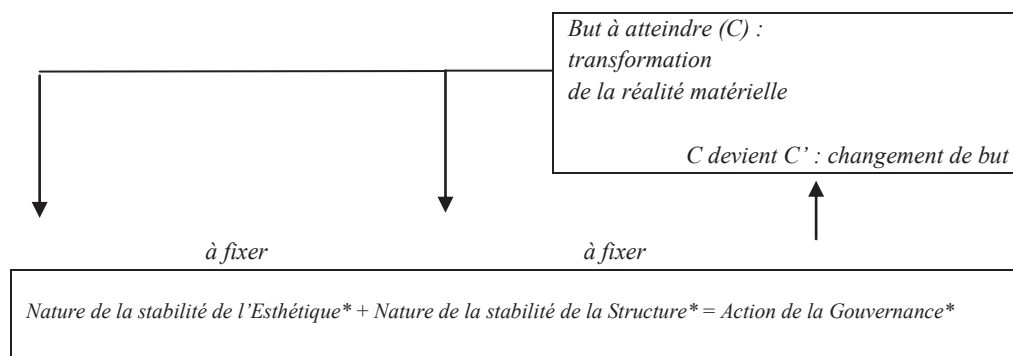 But à atteindre (C) :
transformation
de la réalité matérielle
C devient C’ : changement de but
à fixer à fixer
Nature de la stabilité de l’Esthétique* + Nature de la stabilité de la Structure* = Action de la Gouvernance*